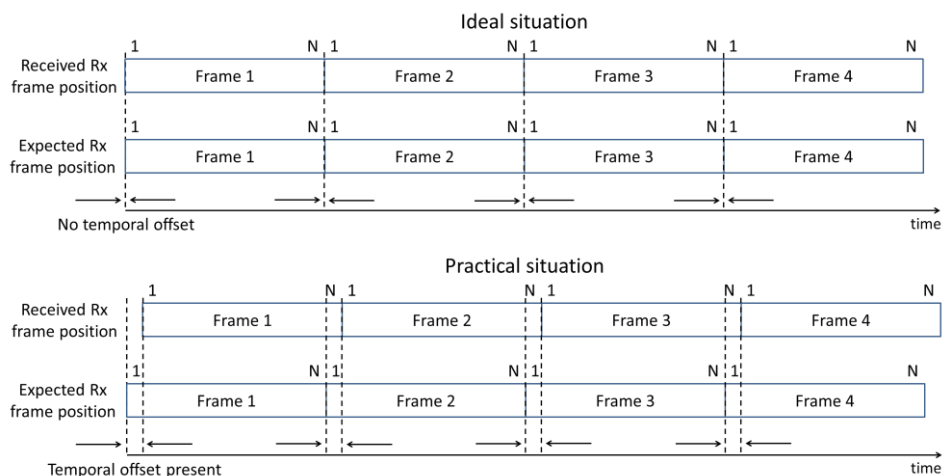 Ideal situation
1 N 1 N 1 N 1 N
Received Rx
frame position
Frame 1 Frame 2 Frame 3 Frame 4
1 N 1 N 1 N 1 N
Expected Rx
frame position
Frame 1 Frame 2 Frame 3 Frame 4
No temporal offset
time
Practical situation
1 N 1 N 1 N 1 N
Received Rx
frame position
Frame 1 Frame 2 Frame 3 Frame 4
1 N 1 N 1 N 1 N
Expected Rx
frame position
Frame 1 Frame 2 Frame 3 Frame 4
Temporal offset present
time